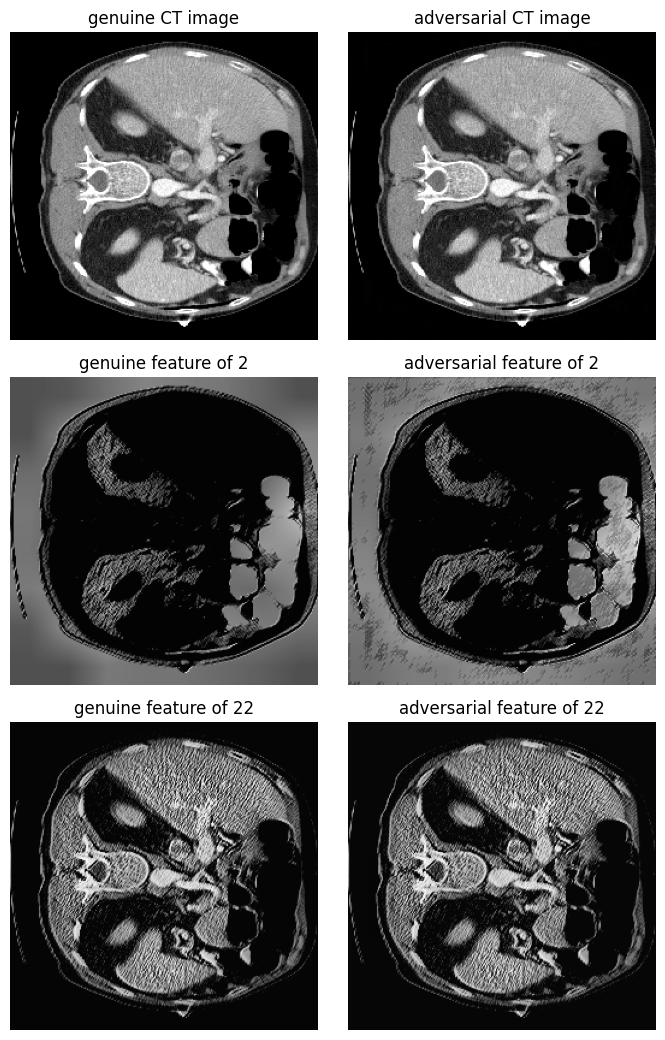 genuine CT image
adversarial CT image
genuine feature of 2
adversarial feature of 2
genuine feature of 22
adversarial feature of 22